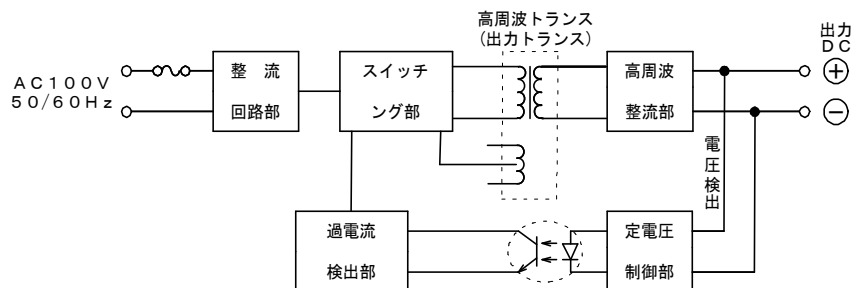 高周波トランス
(出力トランス)
出力
DC
AC100V
50/60Hz
整 流
回路部
スイッチ
ング部
高周波
整流部
+
−
電圧検出
過電流
検出部
定電圧
制御部